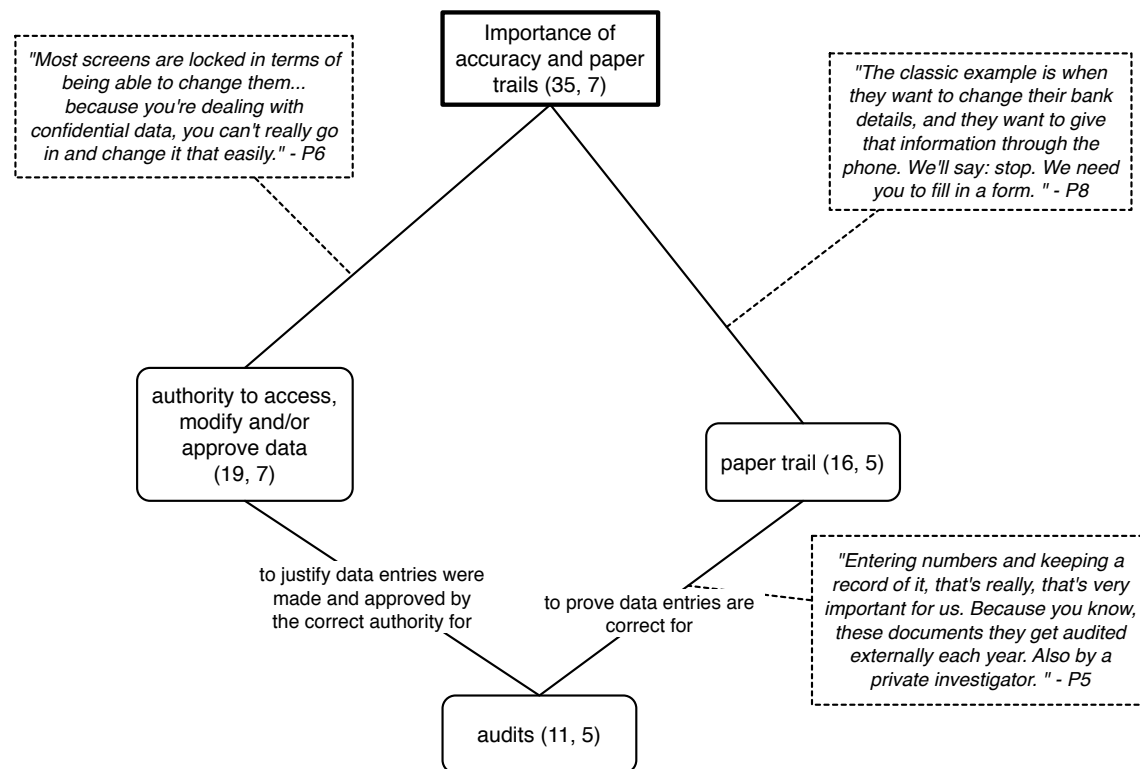 Importance of
accuracy and paper
trails (35, 7)
"Most screens are locked in terms of
being able to change them...
because you're dealing with
confidential data, you can't really go
in and change it that easily." - P6
"The classic example is when
they want to change their bank
details, and they want to give
that information through the
phone. We'll say: stop. We need
you to fill in a form. " - P8
authority to access,
modify and/or
approve data
(19, 7)
paper trail (16, 5)
to justify data entries were
made and approved by
the correct authority for
to prove data entries are
correct for
"Entering numbers and keeping a
record of it, that's really, that's very
important for us. Because you know,
these documents they get audited
externally each year. Also by a
private investigator. " - P5
audits (11, 5)